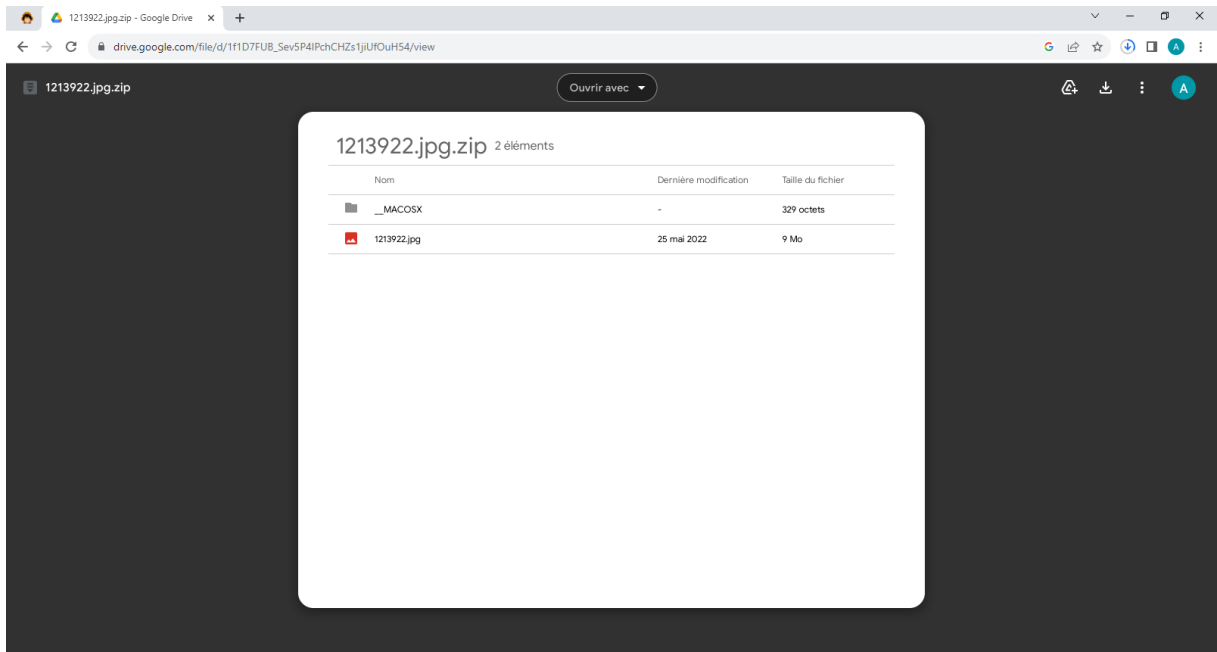 1213922.jpg.zip - Google Drive
drive.google.com/file/d/1f1D7FUB_Sev5P4lPchCHZs1jiUfOuH54/view
G
A
1213922.jpg.zip
Ouvrir avec
A
1213922.jpg.zip 2 éléments
Nom Dernière modification Taille du fichier
__MACOSX - 329 octets
1213922.jpg 25 mai 2022 9 Mo